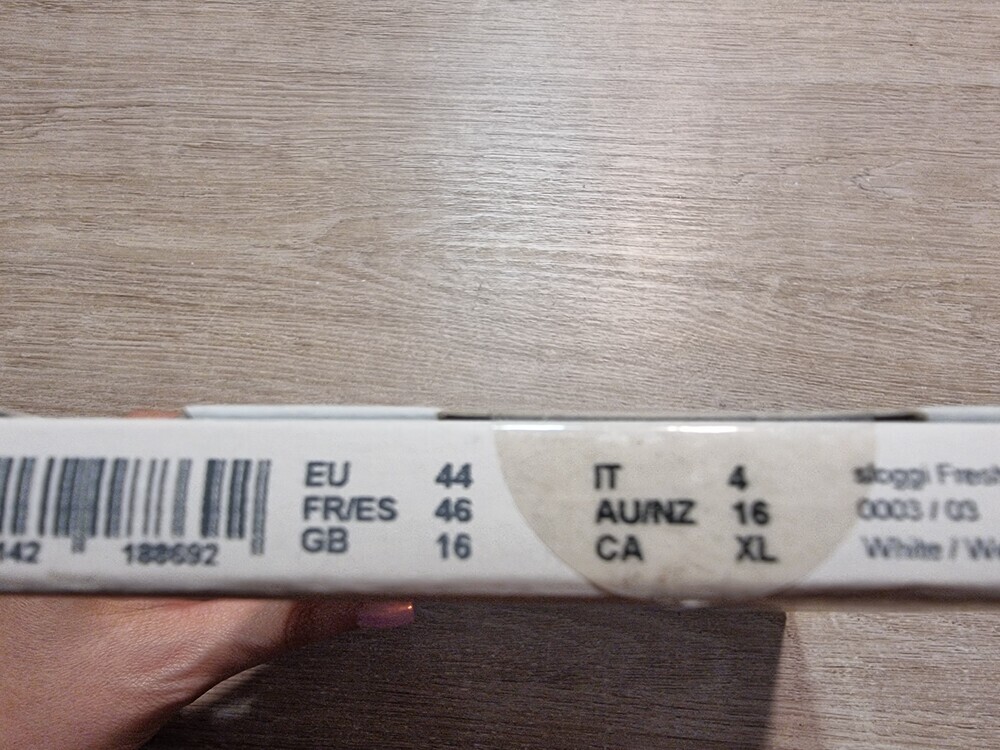 142 188692
EU 44
FR/ES 46
GB 16
IT 4
AU/NZ 16
CA XL
sloggi Fresh
0003 / 03
White /